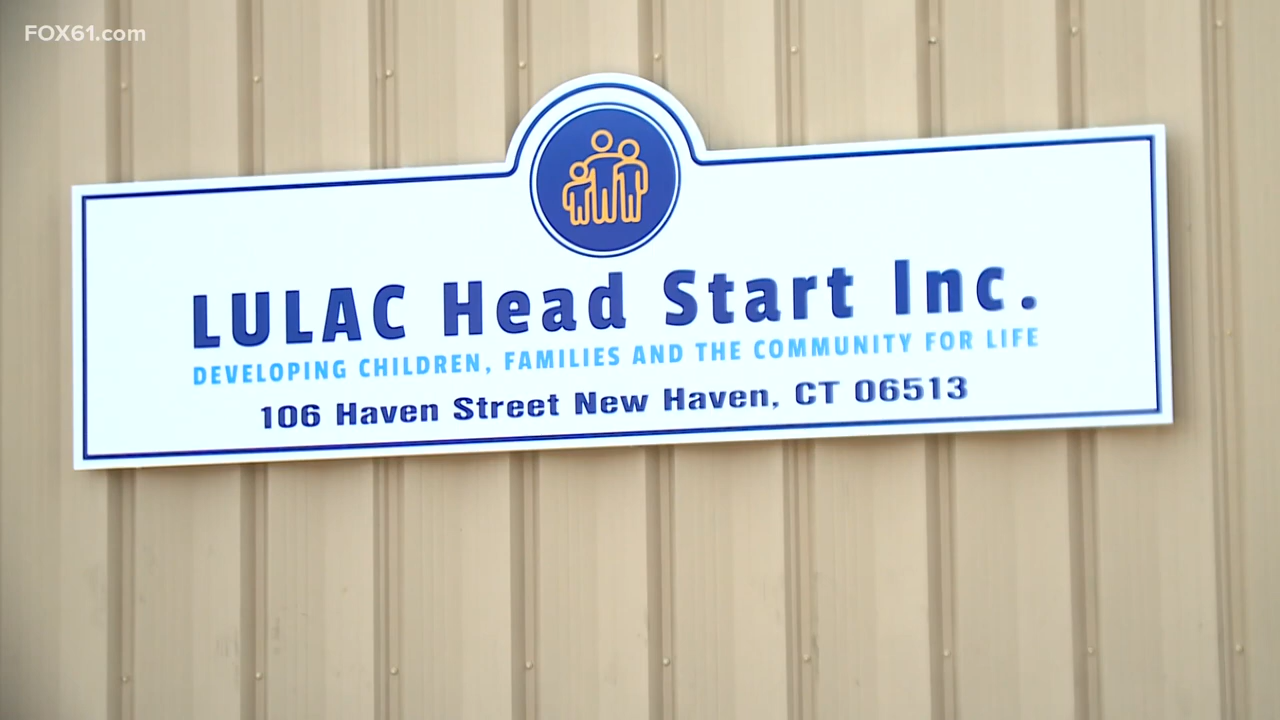 FOX61.com
LULAC Head Start Inc.
DEVELOPING CHILDREN, FAMILIES AND THE COMMUNITY FOR LIFE
106 Haven Street New Haven, CT 06513